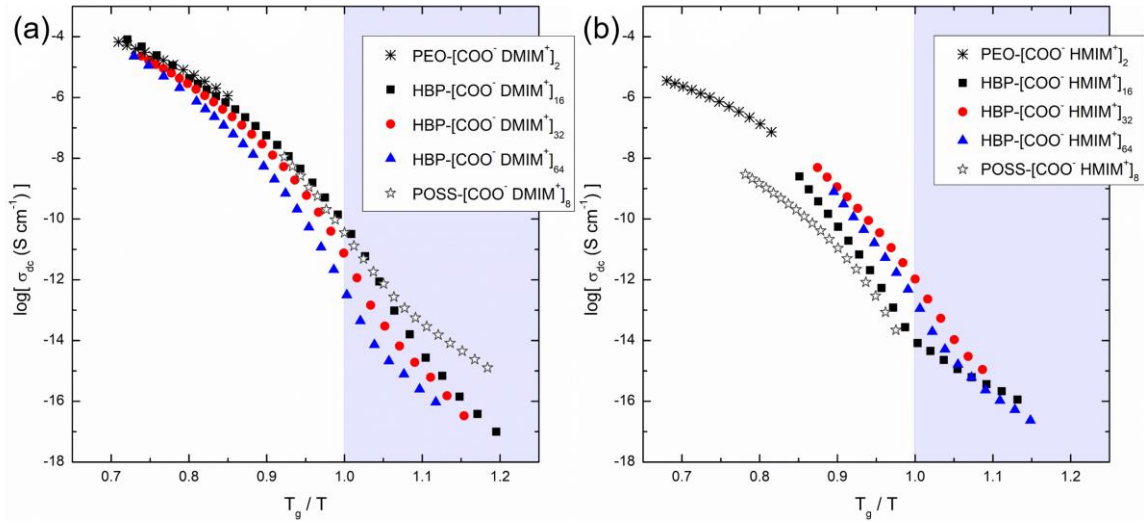 (a)
PEO-[COO⁻ DMIM⁺]₂
HBP-[COO⁻ DMIM⁺]₁₆
HBP-[COO⁻ DMIM⁺]₃₂
HBP-[COO⁻ DMIM⁺]₆₄
POSS-[COO⁻ DMIM⁺]₈
log[ σ_dc (S cm⁻¹) ]
-4
-6
-8
-10
-12
-14
-16
-18
0.7 0.8 0.9 1.0 1.1 1.2
T_g / T
(b)
PEO-[COO⁻ HMIM⁺]₂
HBP-[COO⁻ HMIM⁺]₁₆
HBP-[COO⁻ HMIM⁺]₃₂
HBP-[COO⁻ HMIM⁺]₆₄
POSS-[COO⁻ HMIM⁺]₈
log[ σ_dc (S cm⁻¹) ]
-4
-6
-8
-10
-12
-14
-16
-18
0.7 0.8 0.9 1.0 1.1 1.2
T_g / T